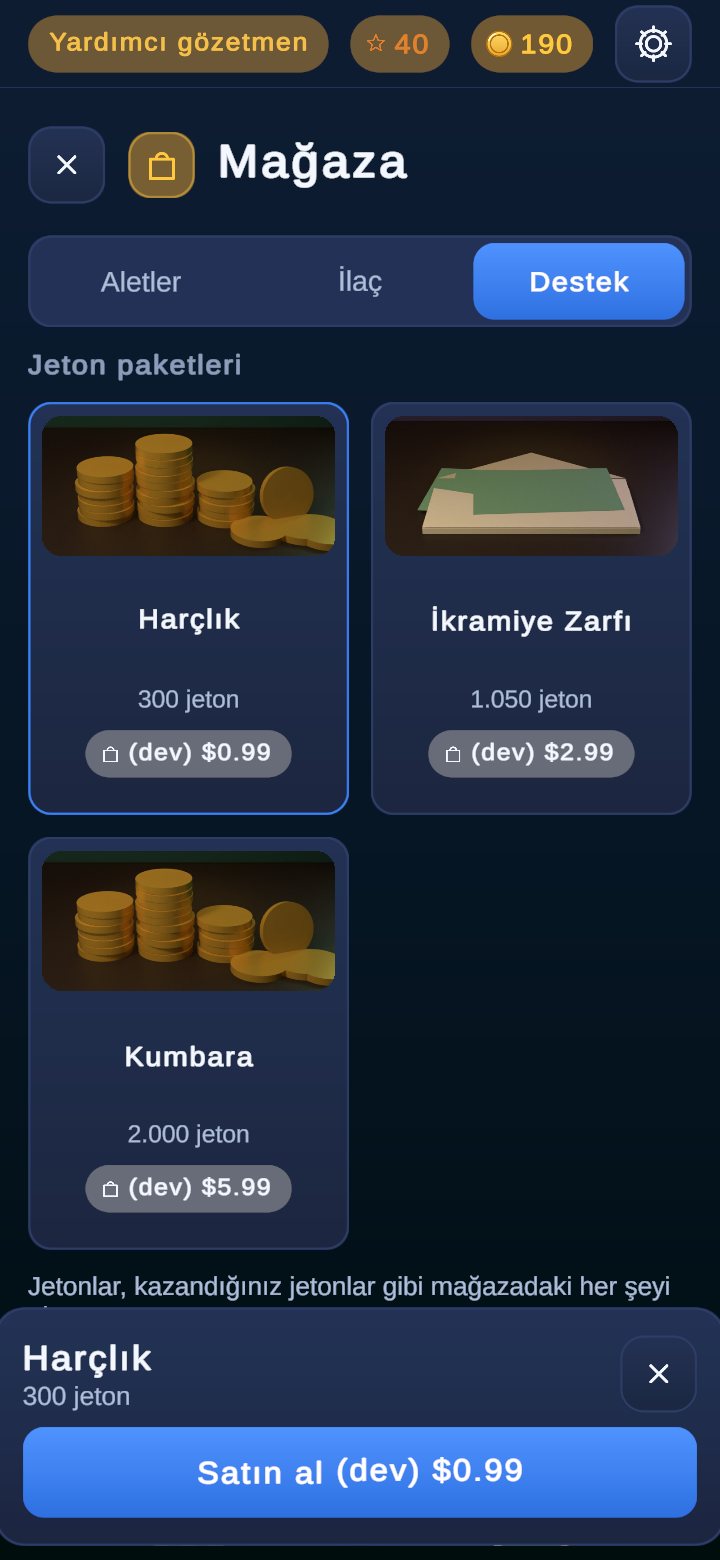 Yardımcı gözetmen
40
190
Mağaza
Aletler
İlaç
Destek
Jeton paketleri
Harçlık
300 jeton
(dev) $0.99
İkramiye Zarfı
1.050 jeton
(dev) $2.99
Kumbara
2.000 jeton
(dev) $5.99
Jetonlar, kazandığınız jetonlar gibi mağazadaki her şeyi
Harçlık
300 jeton
Satın al (dev) $0.99